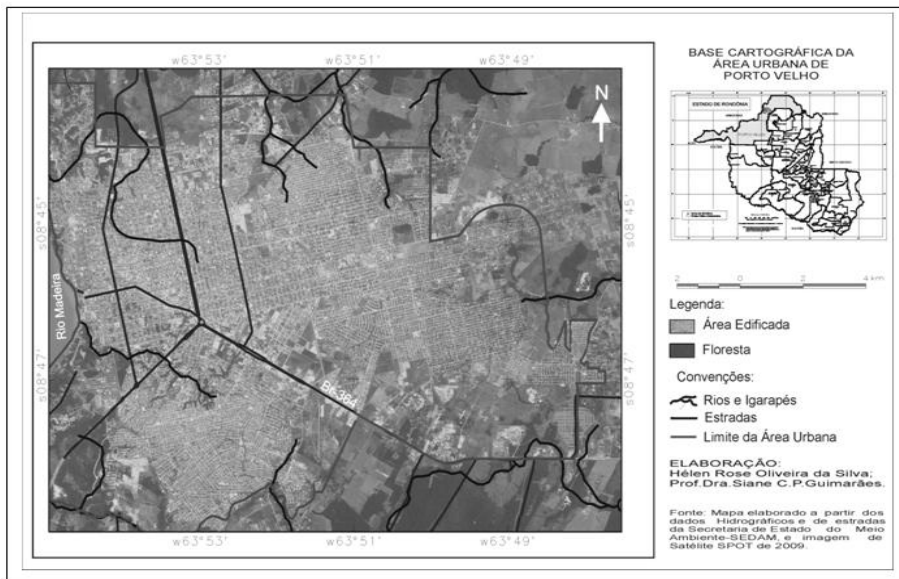 w63°53' w63°51' w63°49'
N
s08°45' s08°45'
Rio Madeira
s08°47' s08°47'
Br-364
w63°53' w63°51' w63°49'
BASE CARTOGRÁFICA DA
ÁREA URBANA DE
PORTO VELHO
ESTADO DE RONDÔNIA
PORTO VELHO
2 0 2 4 km
Legenda:
Área Edificada
Floresta
Convenções:
Rios e Igarapés
Estradas
Limite da Área Urbana
ELABORAÇÃO:
Hélen Rose Oliveira da Silva;
Prof.Dra.Siane C.P.Guimarães.
Fonte: Mapa elaborado a partir dos
dados Hidrográficos e de estradas
da Secretaria de Estado do Meio
Ambiente-SEDAM, e imagem de
Satélite SPOT de 2009.